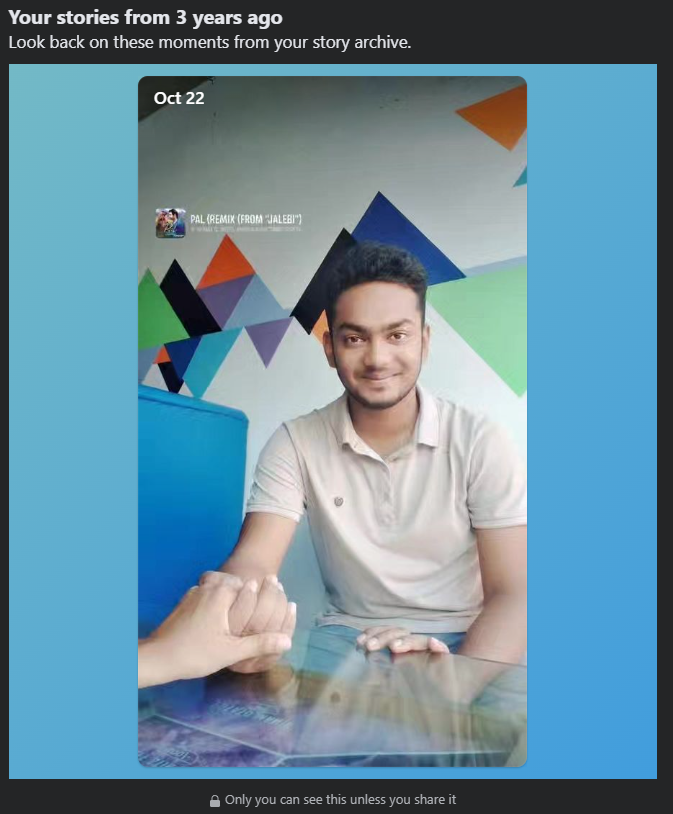 Your stories from 3 years ago
Look back on these moments from your story archive.
Oct 22
PAL (REMIX (FROM "JALEBI")
Only you can see this unless you share it